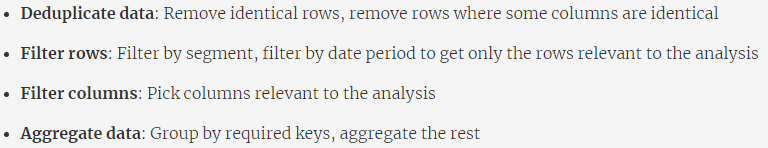 • Deduplicate data: Remove identical rows, remove rows where some columns are identical
• Filter rows: Filter by segment, filter by date period to get only the rows relevant to the analysis
• Filter columns: Pick columns relevant to the analysis
• Aggregate data: Group by required keys, aggregate the rest